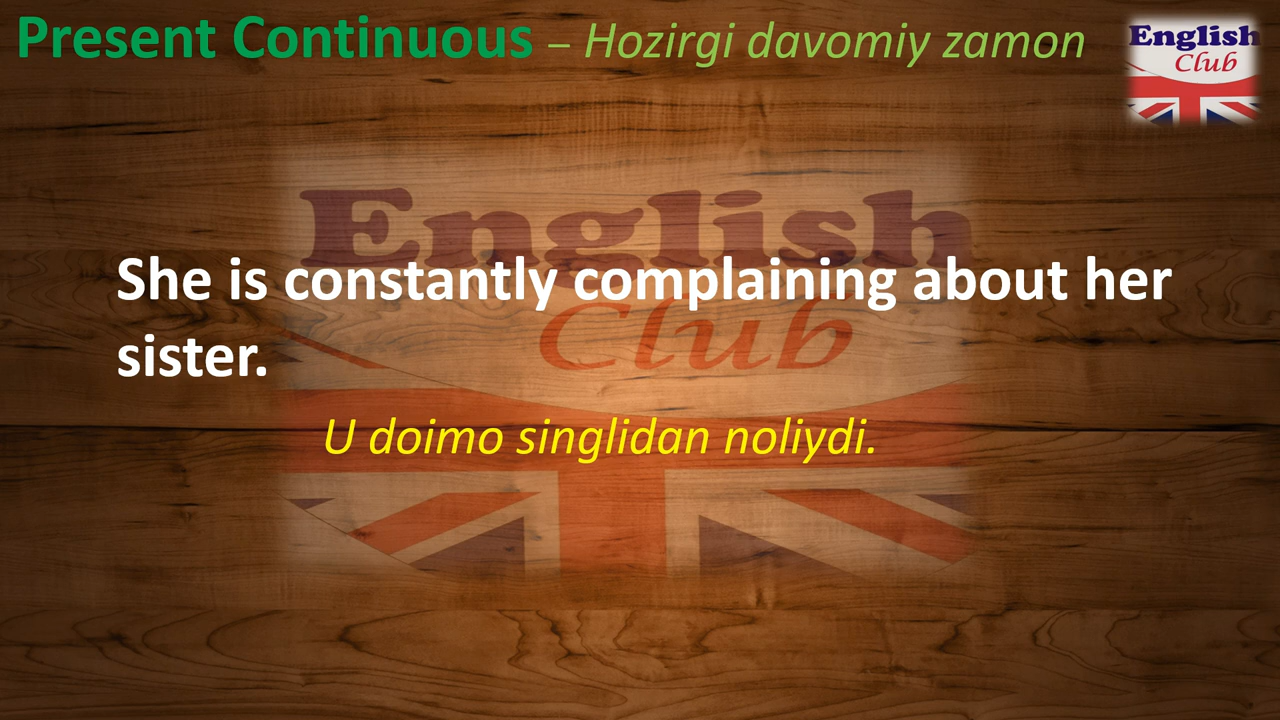 Present Continuous – Hozirgi davomiy zamon
English
Club
English
Club
She is constantly complaining about her
sister.
U doimo singlidan noliydi.